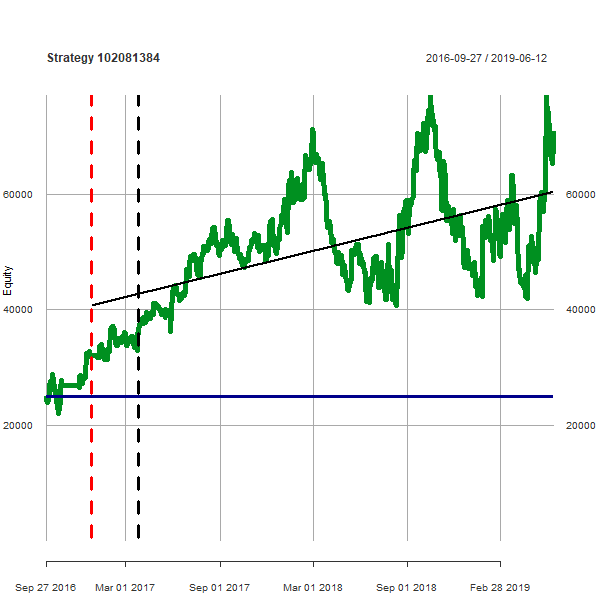 Strategy 102081384
2016-09-27 / 2019-06-12
60000
60000
Equity
40000
40000
20000
20000
Sep 27 2016
Mar 01 2017
Sep 01 2017
Mar 01 2018
Sep 01 2018
Feb 28 2019